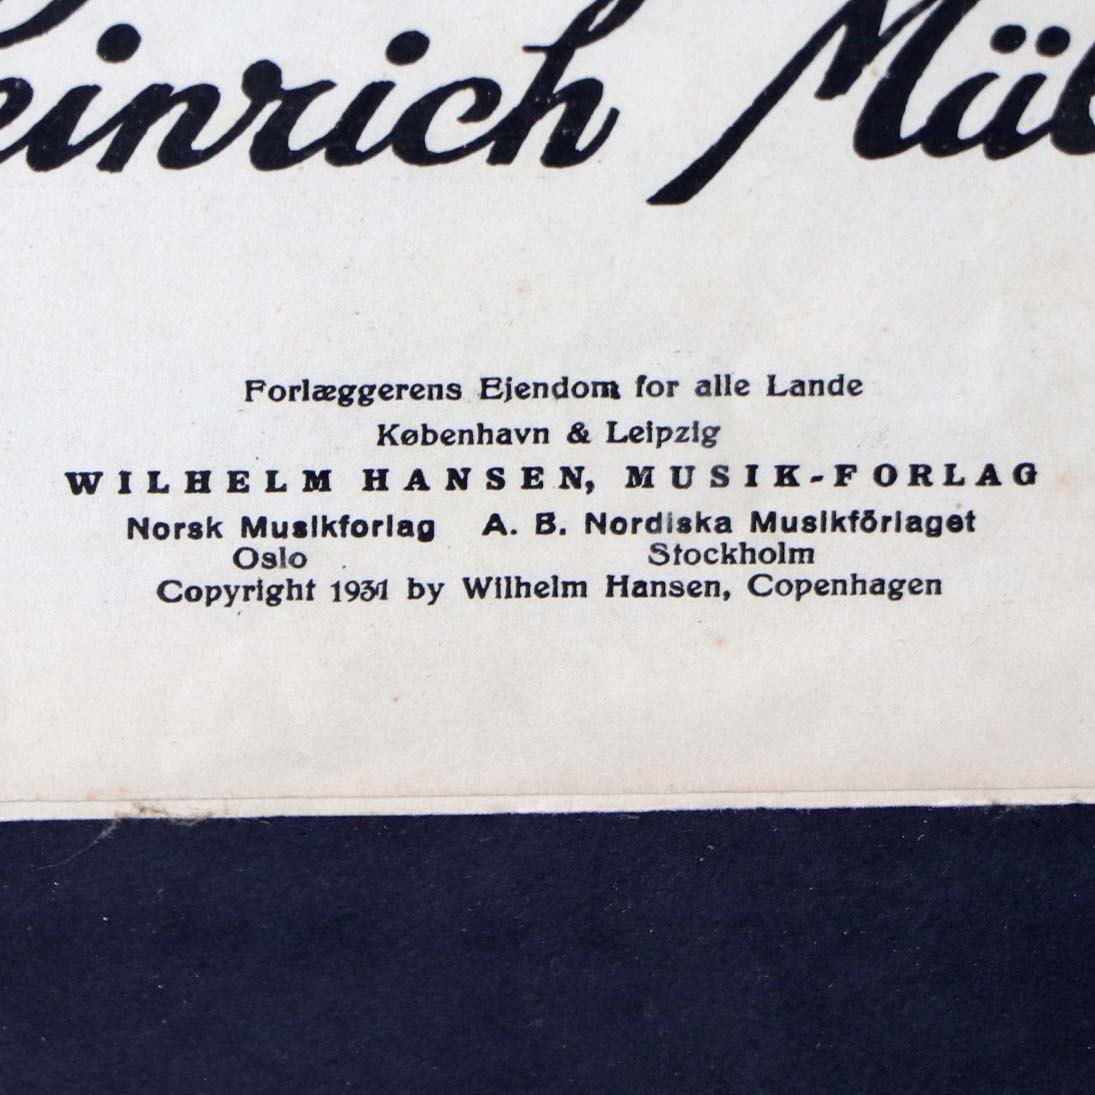 einrich Mül
Forlæggerens Ejendom for alle Lande
København & Leipzig
WILHELM HANSEN, MUSIK-FORLAG
Norsk Musikforlag A. B. Nordiska Musikförlaget
Oslo Stockholm
Copyright 1931 by Wilhelm Hansen, Copenhagen